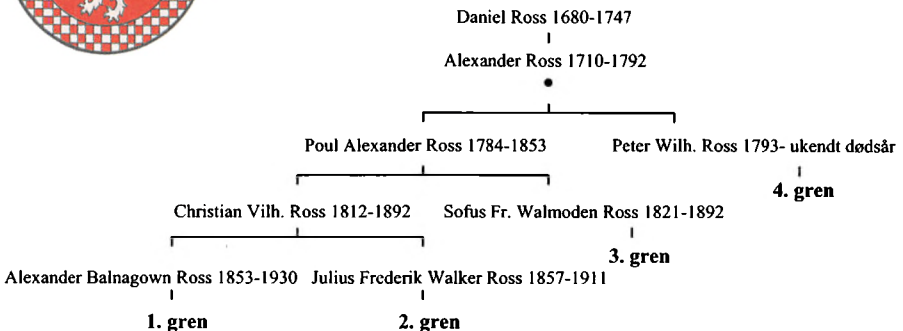 Daniel Ross 1680-1747
Alexander Ross 1710-1792
Poul Alexander Ross 1784-1853 Peter Wilh. Ross 1793- ukendt dødsår
4. gren
Christian Vilh. Ross 1812-1892 Sofus Fr. Walmoden Ross 1821-1892
3. gren
Alexander Balnagown Ross 1853-1930 Julius Frederik Walker Ross 1857-1911
1. gren 2. gren